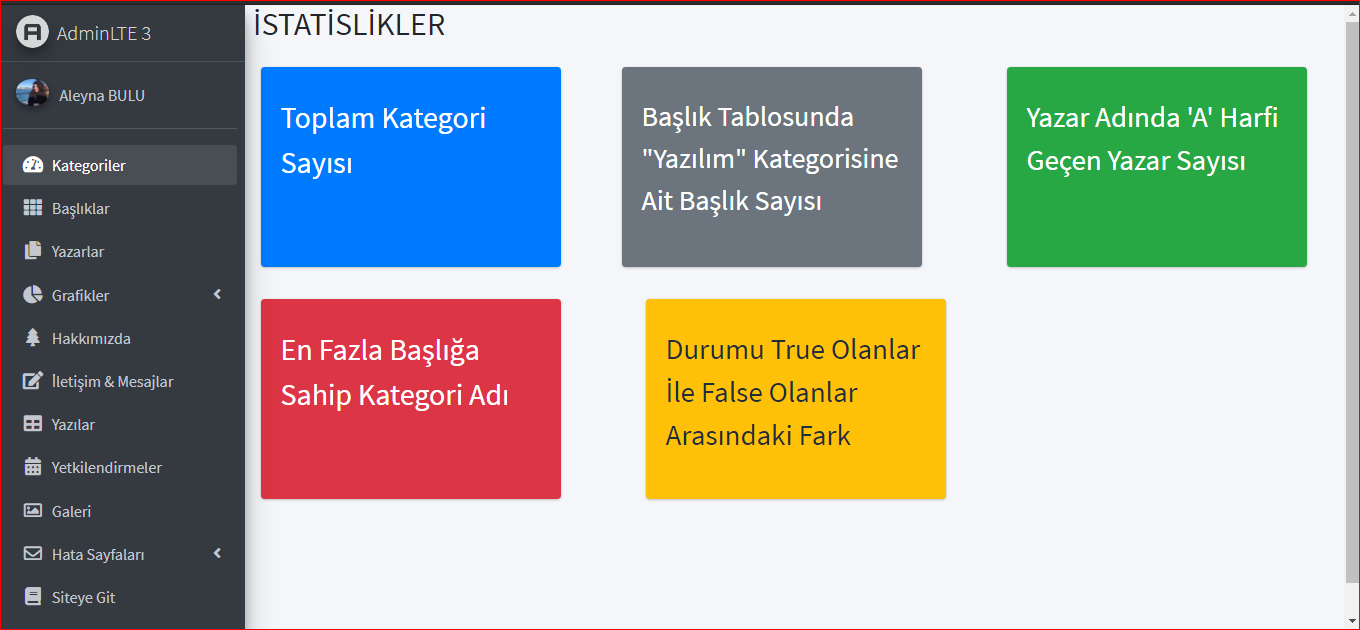 AdminLTE 3
Aleyna BULU
Kategoriler
Başlıklar
Yazarlar
Grafikler
Hakkımızda
İletişim & Mesajlar
Yazılar
Yetkilendirmeler
Galeri
Hata Sayfaları
Siteye Git
İSTATİSLİKLER
Toplam Kategori
Sayısı
Başlık Tablosunda
"Yazılım" Kategorisine
Ait Başlık Sayısı
Yazar Adında 'A' Harfi
Geçen Yazar Sayısı
En Fazla Başlığa
Sahip Kategori Adı
Durumu True Olanlar
İle False Olanlar
Arasındaki Fark